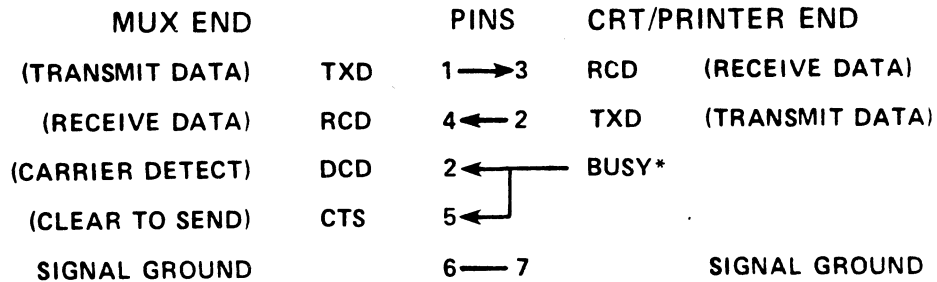 MUX END PINS CRT/PRINTER END
(TRANSMIT DATA) TXD 1 3 RCD (RECEIVE DATA)
(RECEIVE DATA) RCD 4 2 TXD (TRANSMIT DATA)
(CARRIER DETECT) DCD 2 BUSY*
(CLEAR TO SEND) CTS 5
SIGNAL GROUND 6 7 SIGNAL GROUND